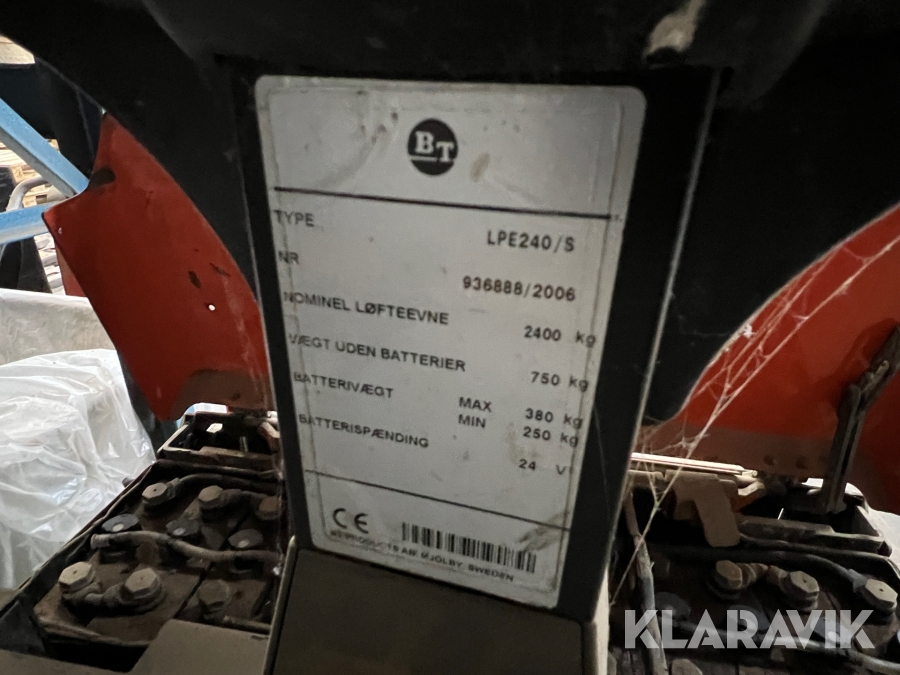 BT
TYPE LPE240/S
NR 936888/2006
NOMINEL LØFTEEVNE 2400 kg
VÆGT UDEN BATTERIER 750 kg
BATTERIVÆGT MAX 380 kg
MIN 250 kg
BATTERISPÆNDING 24 V
CE
BT PRODUCTS AB MJÖLBY SWEDEN
KLARAVIK